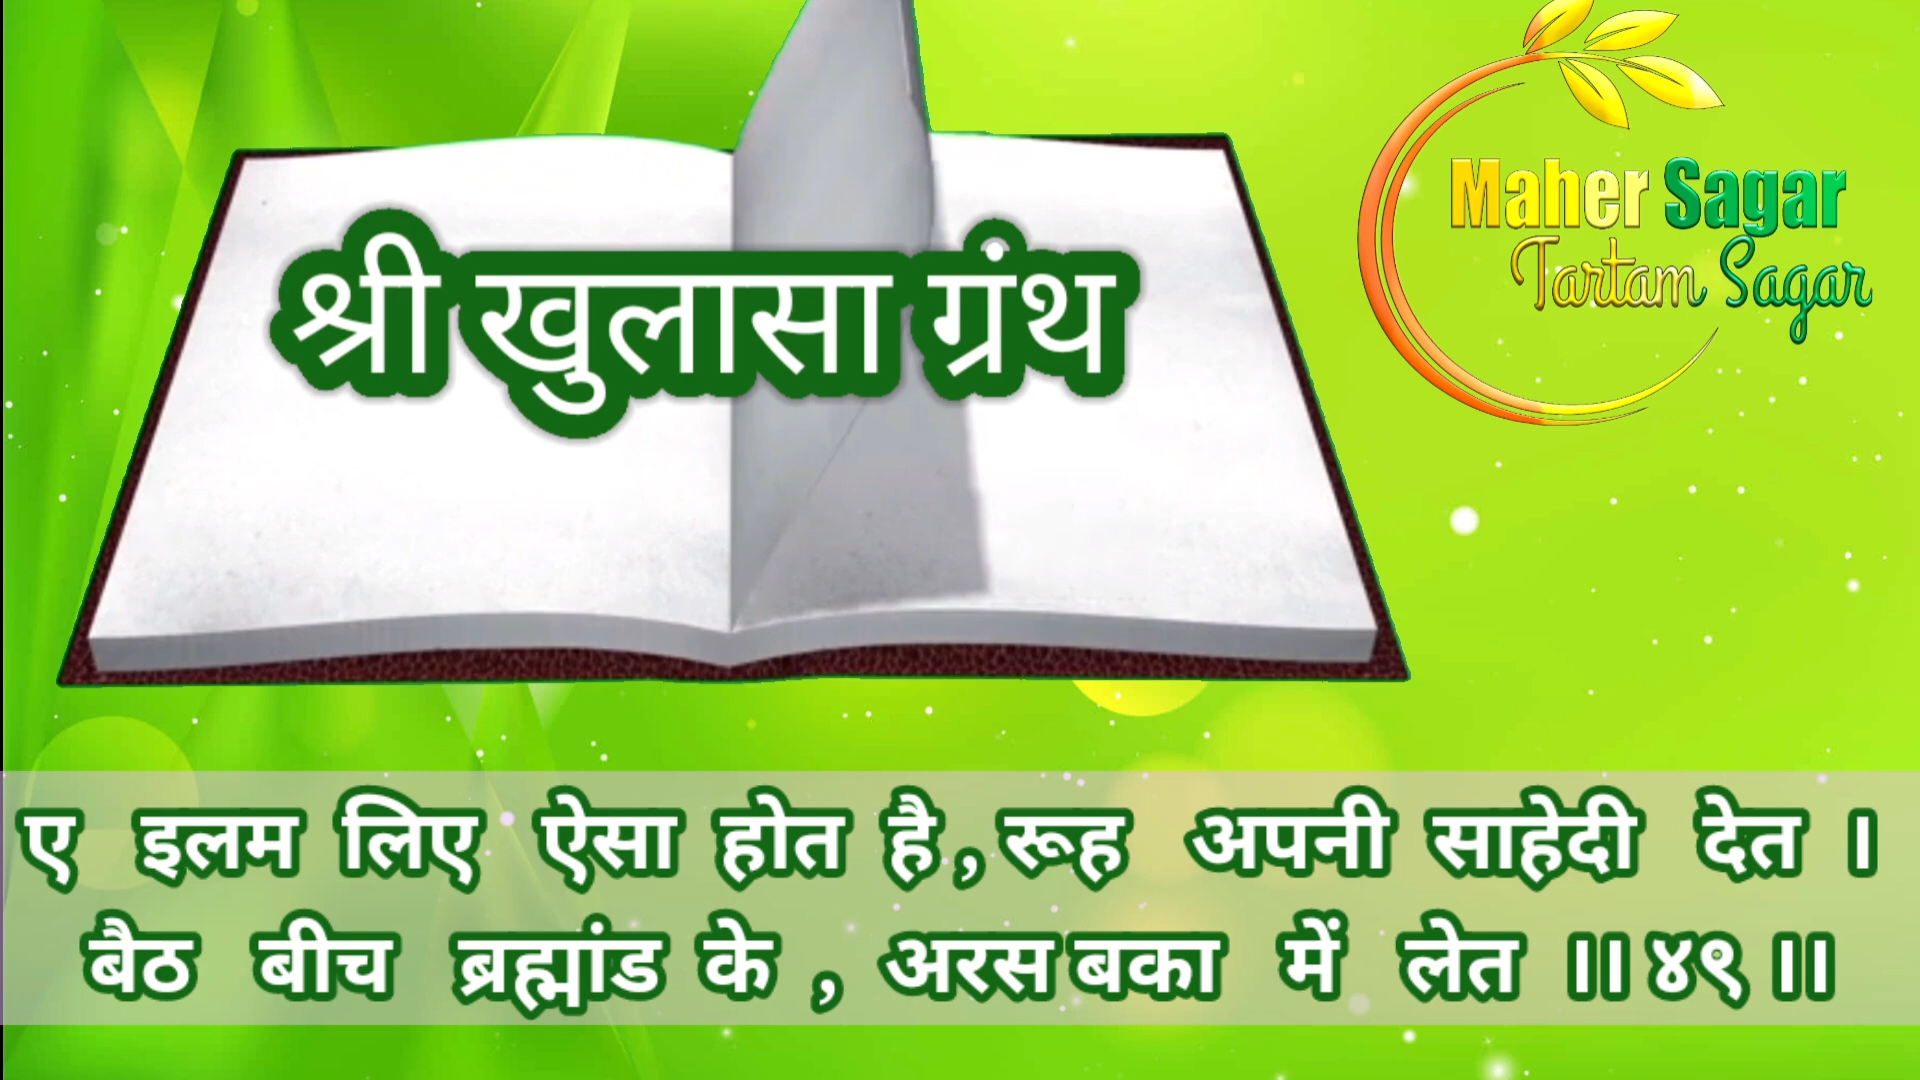 श्री खुलासा ग्रंथ
Maher Sagar
Tartam Sagar
ए इलम लिए ऐसा होत है , रूह अपनी साहेदी देत ।
बैठ बीच ब्रह्मांड के , अरस बका में लेत ।। ४९ ।।